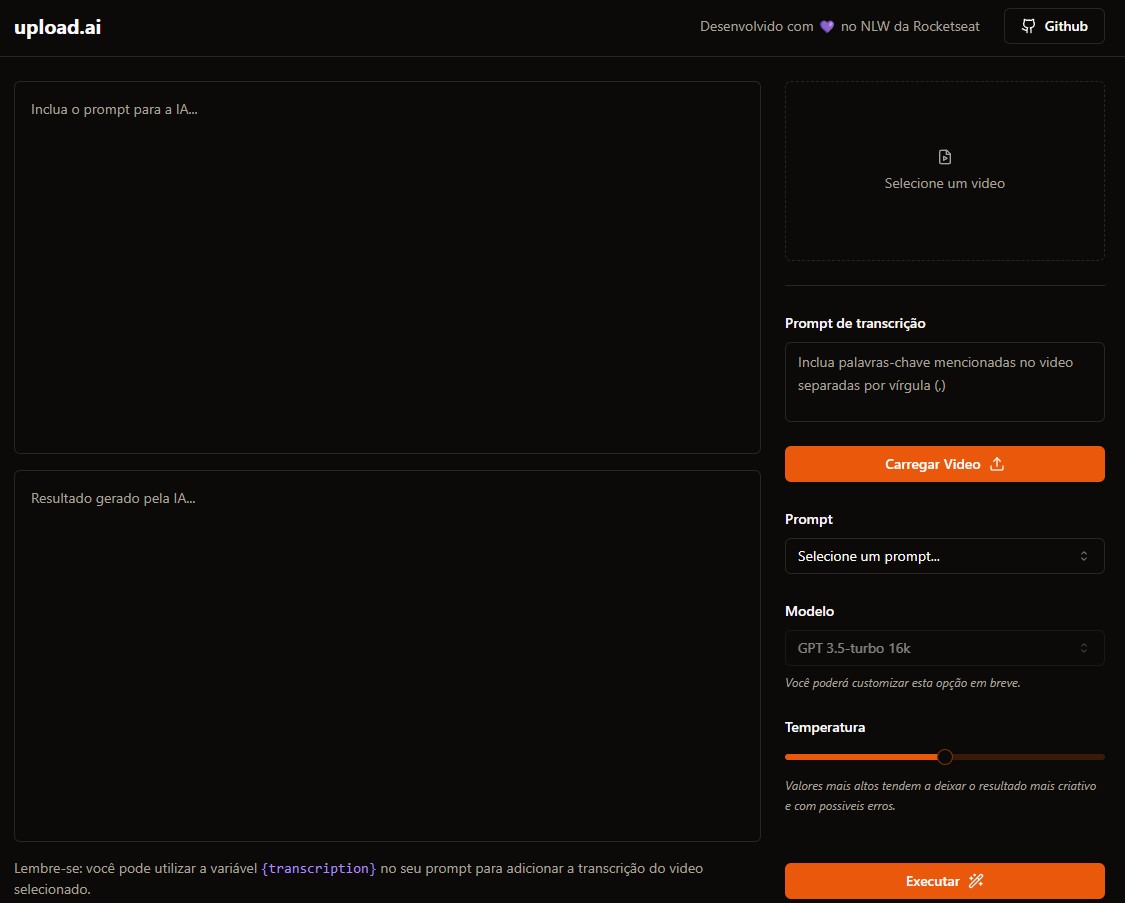 upload.ai
Desenvolvido com 💜 no NLW da Rocketseat
Github
Inclua o prompt para a IA...
Resultado gerado pela IA...
Lembre-se: você pode utilizar a variável {transcription} no seu prompt para adicionar a transcrição do video
selecionado.
Selecione um video
Prompt de transcrição
Inclua palavras-chave mencionadas no video
separadas por vírgula (,)
Carregar Video
Prompt
Selecione um prompt...
Modelo
GPT 3.5-turbo 16k
Você poderá customizar esta opção em breve.
Temperatura
Valores mais altos tendem a deixar o resultado mais criativo
e com possiveis erros.
Executar